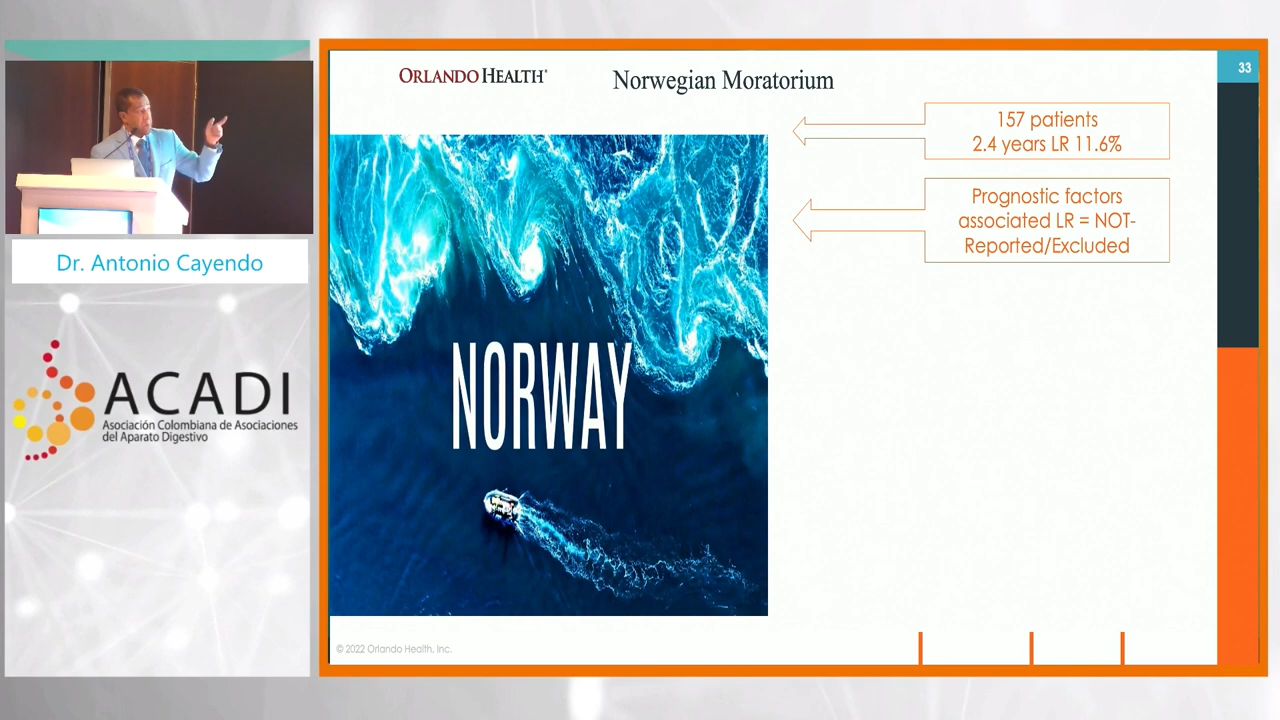 ORLANDO HEALTH®
Norwegian Moratorium
33
157 patients
2.4 years LR 11.6%
Prognostic factors
associated LR = NOT-
Reported/Excluded
NORWAY
Dr. Antonio Cayendo
ACADI
Asociación Colombiana de Asociaciones
del Aparato Digestivo
© 2022 Orlando Health, Inc.